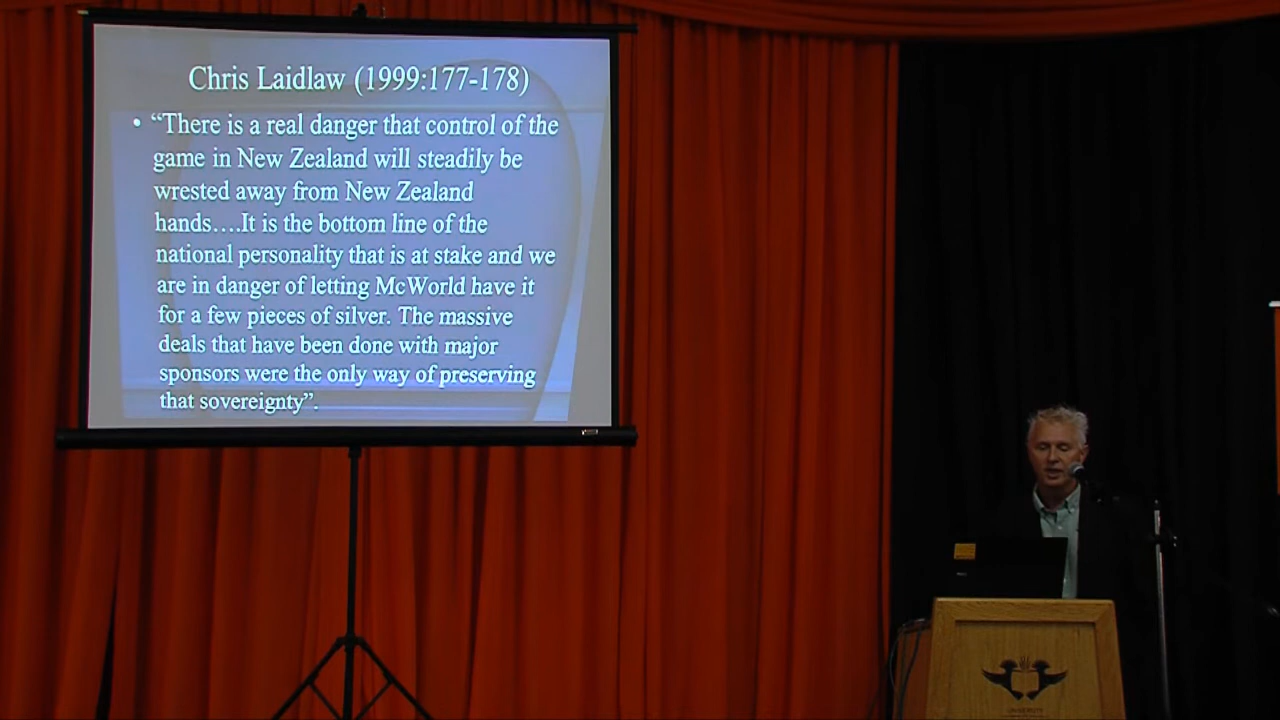 Chris Laidlaw (1999:177-178)
• “There is a real danger that control of the
game in New Zealand will steadily be
wrested away from New Zealand
hands….It is the bottom line of the
national personality that is at stake and we
are in danger of letting McWorld have it
for a few pieces of silver. The massive
deals that have been done with major
sponsors were the only way of preserving
that sovereignty”.
UNIVERSITY